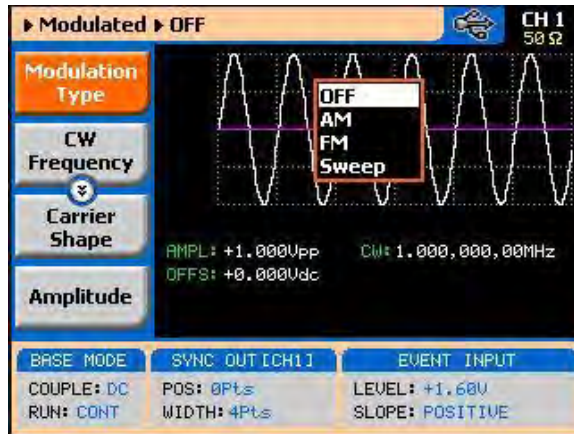 ▸ Modulated ▸ OFF
CH 1
50 Ω
Modulation
Type
CW
Frequency
Carrier
Shape
Amplitude
OFF
AM
FM
Sweep
AMPL: +1.000Vpp CW: 1.000,000,00MHz
OFFS: +0.000Vdc
BASE MODE
COUPLE: DC
RUN: CONT
SYNC OUT[CH1]
POS: 0Pts
WIDTH: 4Pts
EVENT INPUT
LEVEL: +1.60V
SLOPE: POSITIVE